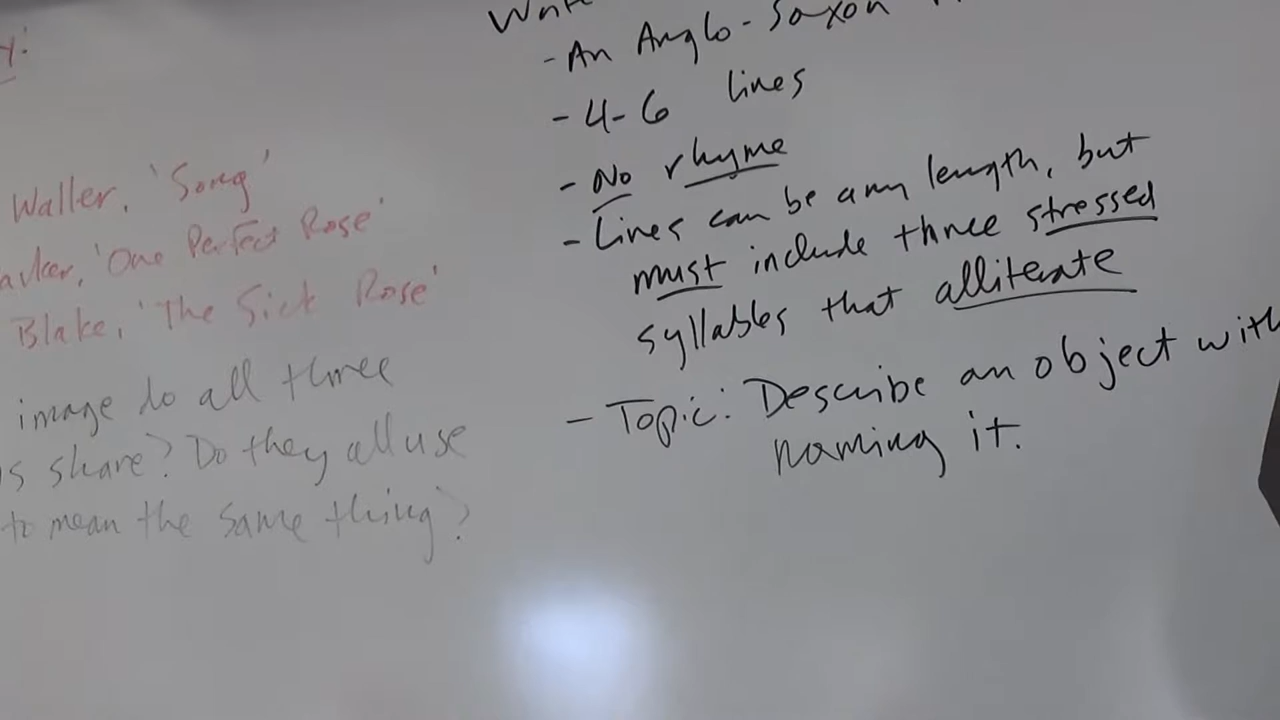 y:
Waller, 'Song'
arker, 'One Perfect Rose'
Blake, 'The Sick Rose'
image do all three
s share? Do they all use
to mean the same thing?
- An Anglo-Saxon
- 4-6 lines
- No rhyme
- Lines can be any length, but
must include three stressed
syllables that alliterate
- Topic: Describe an object with
naming it.